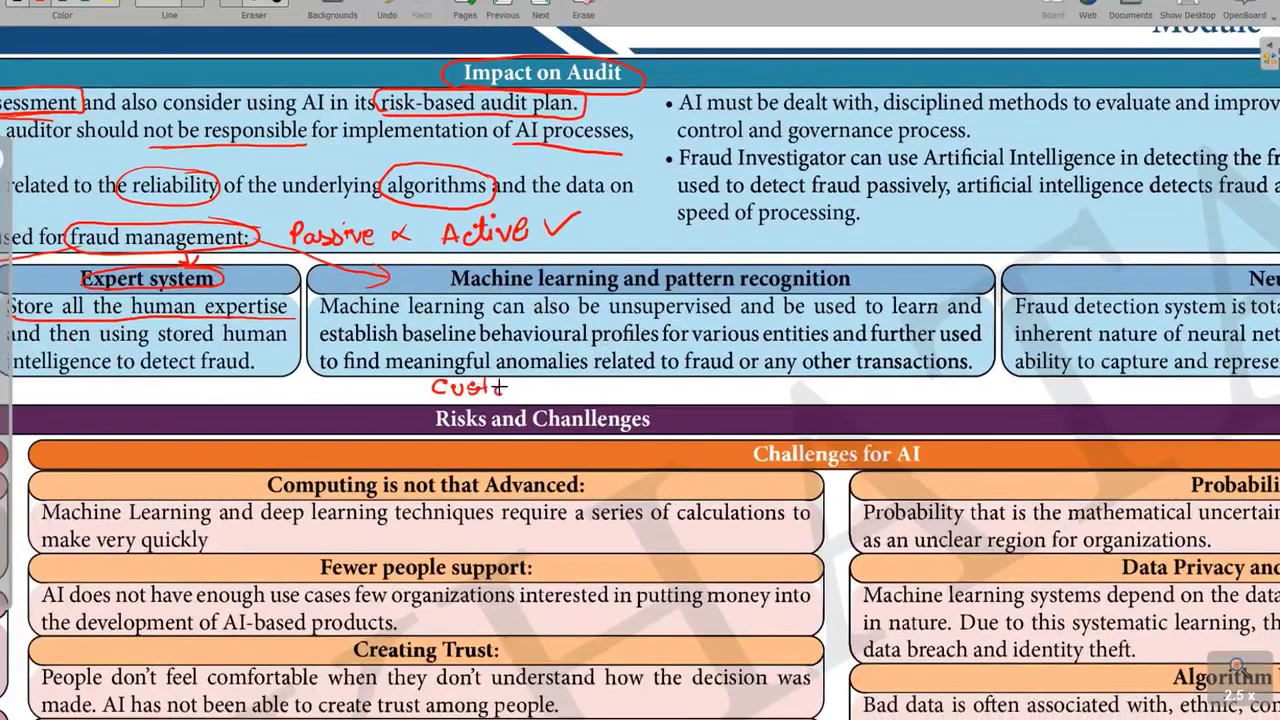 Color
Line
Eraser
Backgrounds
Undo
Redo
Pages
Previous
Next
Erase
Board
Web
Documents
Show Desktop
OpenBoard
Module
Impact on Audit
sessment and also consider using AI in its risk-based audit plan.
auditor should not be responsible for implementation of AI processes,
related to the reliability of the underlying algorithms and the data on
used for fraud management:
Passive
Active
• AI must be dealt with, disciplined methods to evaluate and improv
control and governance process.
• Fraud Investigator can use Artificial Intelligence in detecting the fr
used to detect fraud passively, artificial intelligence detects fraud a
speed of processing.
Expert system
Store all the human expertise
and then using stored human
intelligence to detect fraud.
Machine learning and pattern recognition
Machine learning can also be unsupervised and be used to learn and
establish baseline behavioural profiles for various entities and further used
to find meaningful anomalies related to fraud or any other transactions.
Neu
Fraud detection system is tota
inherent nature of neural net
ability to capture and represe
Cust
Risks and Chanllenges
Challenges for AI
Computing is not that Advanced:
Machine Learning and deep learning techniques require a series of calculations to
make very quickly
Fewer people support:
AI does not have enough use cases few organizations interested in putting money into
the development of AI-based products.
Creating Trust:
People don't feel comfortable when they don't understand how the decision was
made. AI has not been able to create trust among people.
Probabili
Probability that is the mathematical uncertain
as an unclear region for organizations.
Data Privacy and
Machine learning systems depend on the data
in nature. Due to this systematic learning, th
data breach and identity theft.
Algorithm
Bad data is often associated with, ethnic, con
2.5 x